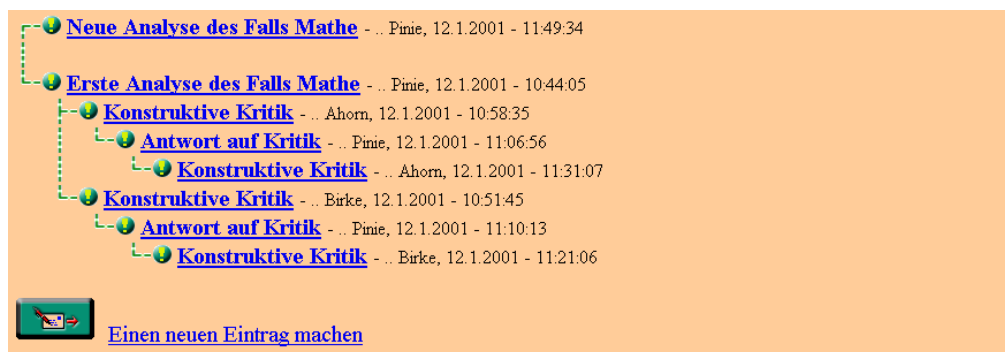 Neue Analyse des Falls Mathe - .. Pinie, 12.1.2001 - 11:49:34
Erste Analyse des Falls Mathe - .. Pinie, 12.1.2001 - 10:44:05
Konstruktive Kritik - .. Ahorn, 12.1.2001 - 10:58:35
Antwort auf Kritik - .. Pinie, 12.1.2001 - 11:06:56
Konstruktive Kritik - .. Ahorn, 12.1.2001 - 11:31:07
Konstruktive Kritik - .. Birke, 12.1.2001 - 10:51:45
Antwort auf Kritik - .. Pinie, 12.1.2001 - 11:10:13
Konstruktive Kritik - .. Birke, 12.1.2001 - 11:21:06
Einen neuen Eintrag machen